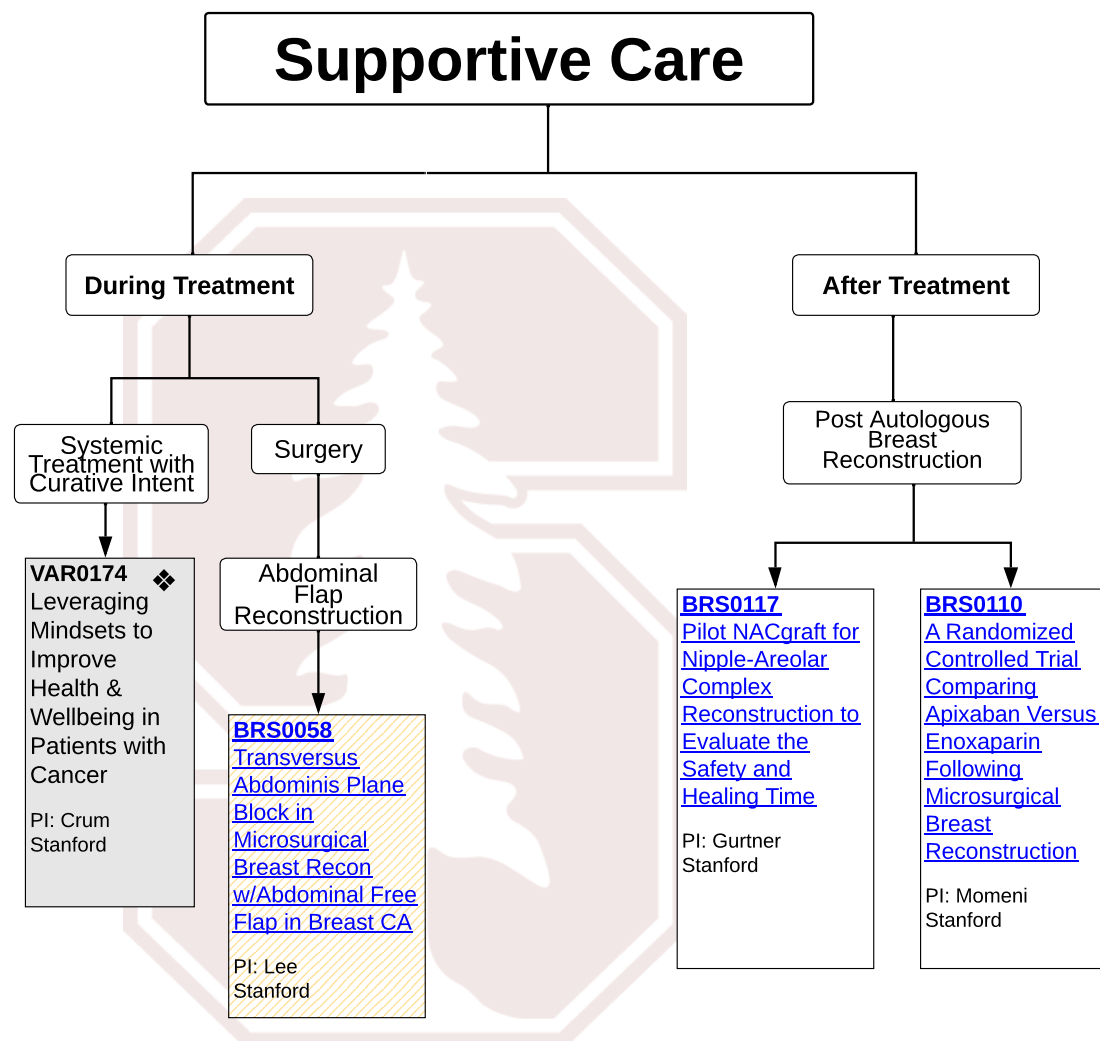 Supportive Care
During Treatment
After Treatment
Systemic
Treatment with
Curative Intent
Surgery
Post Autologous
Breast
Reconstruction
VAR0174 ❖
Leveraging
Mindsets to
Improve
Health &
Wellbeing in
Patients with
Cancer
PI: Crum
Stanford
Abdominal
Flap
Reconstruction
BRS0058
Transversus
Abdominis Plane
Block in
Microsurgical
Breast Recon
w/Abdominal Free
Flap in Breast CA
PI: Lee
Stanford
BRS0117
Pilot NACgraft for
Nipple-Areolar
Complex
Reconstruction to
Evaluate the
Safety and
Healing Time
PI: Gurtner
Stanford
BRS0110
A Randomized
Controlled Trial
Comparing
Apixaban Versus
Enoxaparin
Following
Microsurgical
Breast
Reconstruction
PI: Momeni
Stanford